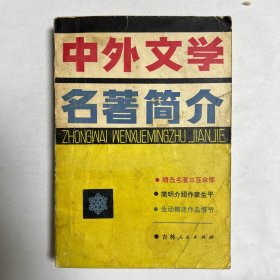 中外文学
名著简介
ZHONGWAI WENXUEMINGZHU JIANJIE
●精选名著三百余部
●简明介绍作家生平
●生动概述作品情节
●吉林人民出版社